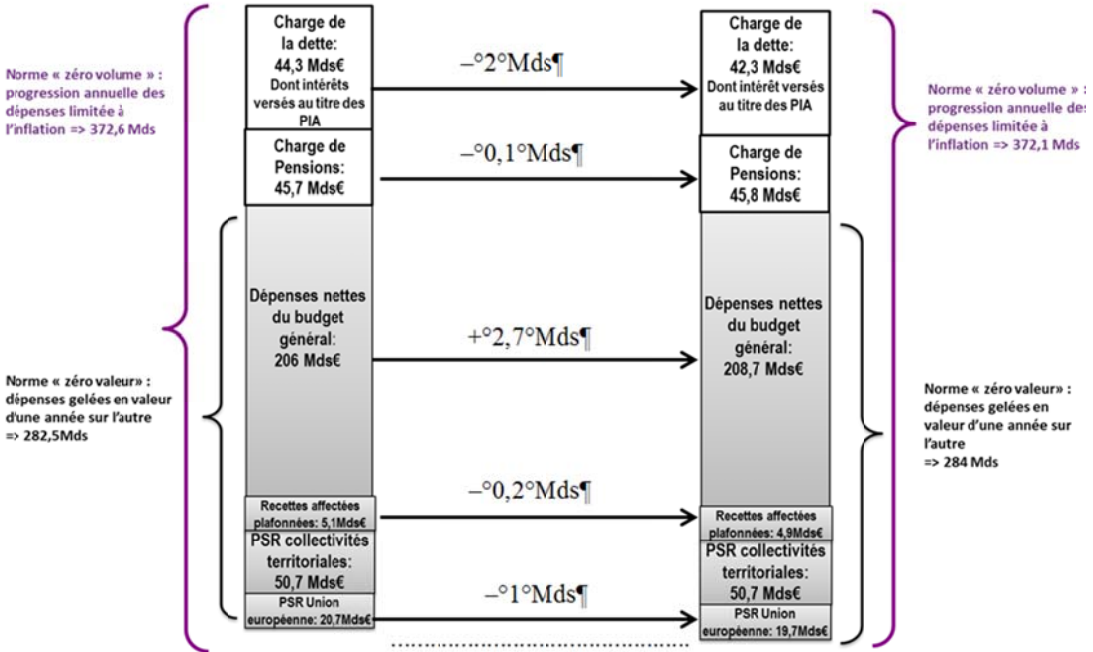 Norme « zéro volume » :
progression annuelle des
dépenses limitée à
l'inflation => 372,6 Mds
Norme « zéro valeur» :
dépenses gelées en valeur
d'une année sur l'autre
=> 282,5Mds
Charge de
la dette:
44,3 Mds€
Dont intérêts
versés au titre des
PIA
Charge de
Pensions:
45,7 Mds€
Dépenses nettes
du budget
général:
206 Mds€
Recettes affectées
plafonnées: 5,1Mds€
PSR collectivités
territoriales:
50,7 Mds€
PSR Union
européenne: 20,7Mds€
–°2°Mds¶
–°0,1°Mds¶
+°2,7°Mds¶
–°0,2°Mds¶
–°1°Mds¶
Charge de
la dette:
42,3 Mds€
Dont intérêt versés
au titre des PIA
Charge de
Pensions:
45,8 Mds€
Dépenses nettes
du budget
général:
208,7 Mds€
Recettes affectées
plafonnées: 4,9Mds€
PSR collectivités
territoriales:
50,7 Mds€
PSR Union
européenne: 19,7Mds€
Norme « zéro volume » :
progression annuelle des
dépenses limitée à
l'inflation => 372,1 Mds
Norme « zéro valeur» :
dépenses gelées en
valeur d'une année sur
l'autre
=> 284 Mds